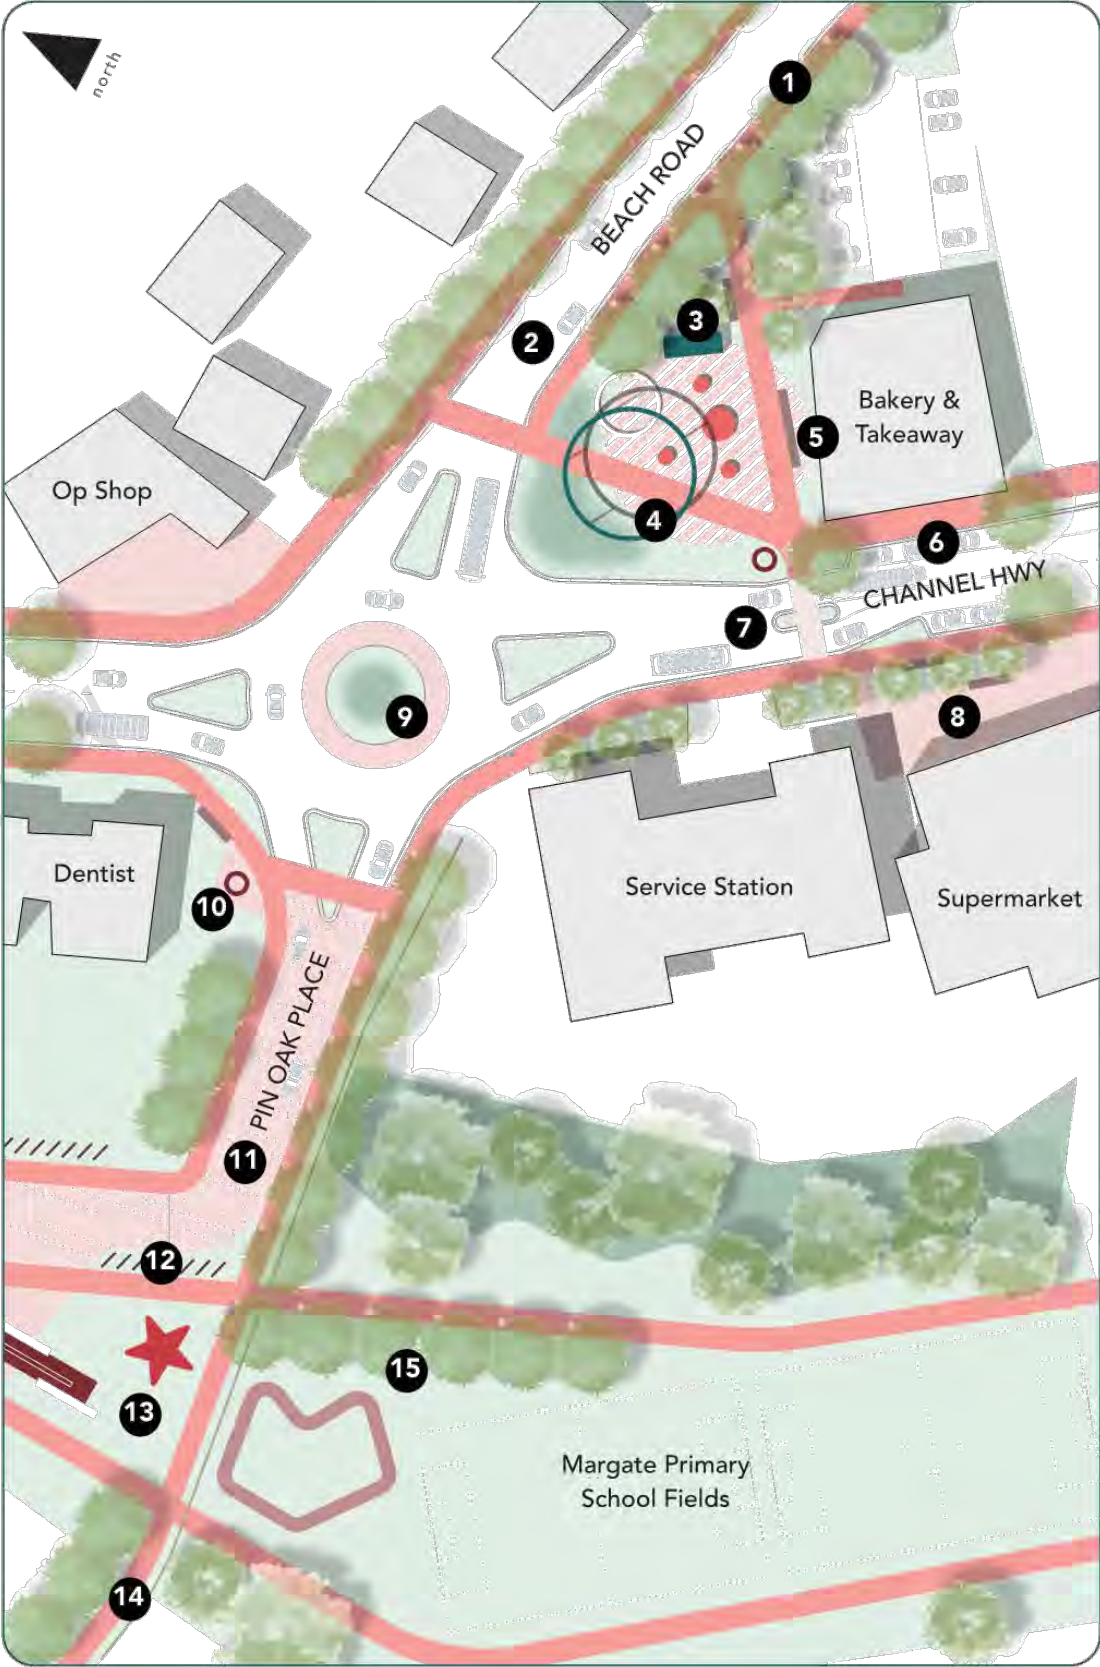 north
1
BEACH ROAD
2
3
Bakery &
Takeaway
5
Op Shop
4
6
CHANNEL HWY
7
9
8
Dentist
Service Station
Supermarket
10
PIN OAK PLACE
11
12
15
13
Margate Primary
School Fields
14